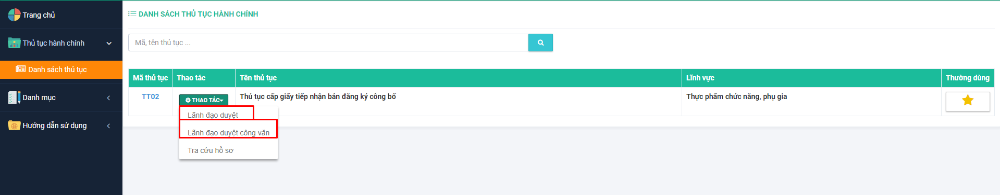 Trang chủ
Thủ tục hành chính
Danh sách thủ tục
Danh mục
Hướng dẫn sử dụng
DANH SÁCH THỦ TỤC HÀNH CHÍNH
Mã, tên thủ tục ...
Mã thủ tục Thao tác Tên thủ tục Lĩnh vực Thường dùng
TT02 THAO TÁC Thủ tục cấp giấy tiếp nhận bản đăng ký công bố Thực phẩm chức năng, phụ gia
Lãnh đạo duyệt
Lãnh đạo duyệt công văn
Tra cứu hồ sơ